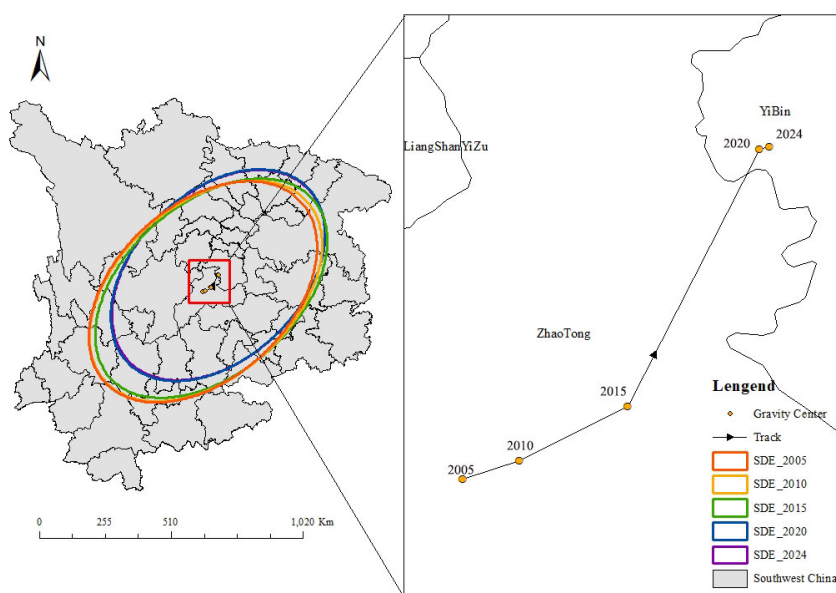 N
0 255 510 1,020 Km
LiangShanYiZu
YiBin
2020 2024
ZhaoTong
2015
2010
2005
Lengend
Gravity Center
Track
SDE_2005
SDE_2010
SDE_2015
SDE_2020
SDE_2024
Southwest China